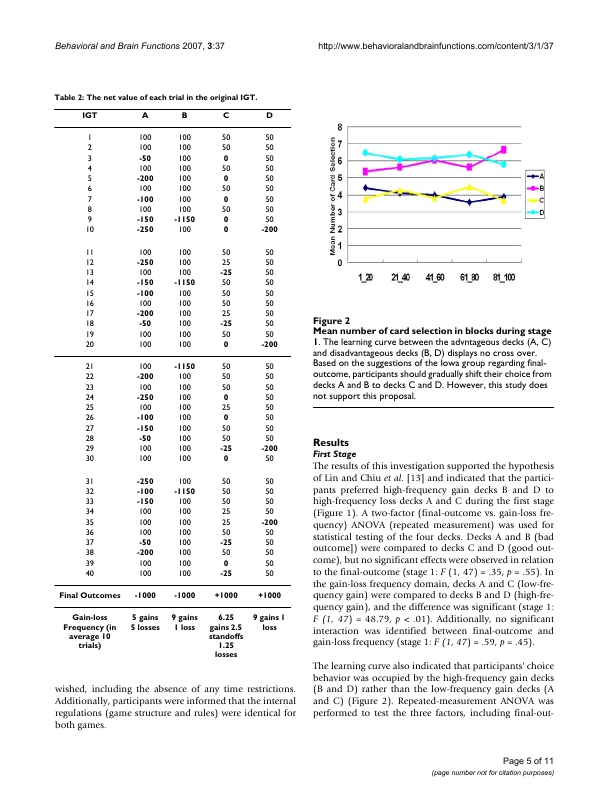 Behavioral and Brain Functions 2007, 3:37
http://www.behavioralandbrainfunctions.com/content/3/1/37
Table 2: The net value of each trial in the original IGT.
IGT A B C D
1 100 100 50 50
2 100 100 50 50
3 -50 100 0 50
4 100 100 50 50
5 -200 100 0 50
6 100 100 50 50
7 -100 100 0 50
8 100 100 50 50
9 -150 -1150 0 50
10 -250 100 0 -200
11 100 100 50 50
12 -250 100 25 50
13 100 100 -25 50
14 -150 -1150 50 50
15 -100 100 50 50
16 100 100 50 50
17 -200 100 25 50
18 -50 100 -25 50
19 100 100 50 50
20 100 100 0 -200
21 100 -1150 50 50
22 -200 100 50 50
23 100 100 50 50
24 -250 100 0 50
25 100 100 25 50
26 -100 100 0 50
27 -150 100 50 50
28 -50 100 50 50
29 100 100 -25 -200
30 100 100 0 50
31 -250 100 50 50
32 -100 -1150 50 50
33 -150 100 50 50
34 100 100 25 50
35 100 100 25 -200
36 100 100 50 50
37 -50 100 -25 50
38 -200 100 50 50
39 100 100 0 50
40 100 100 -25 50
Final Outcomes -1000 -1000 +1000 +1000
Gain-loss 5 gains 9 gains 6.25 9 gains 1
Frequency (in 5 losses 1 loss gains 2.5 loss
average 10 standoffs
trials) 1.25
losses
wished, including the absence of any time restrictions.
Additionally, participants were informed that the internal
regulations (game structure and rules) were identical for
both games.
Mean Number of Card Selection
8
7
6
5
4
3
2
1
0
1_20 21_40 41_60 61_80 81_100
A
B
C
D
Figure 2
Mean number of card selection in blocks during stage
1. The learning curve between the advntageous decks (A, C)
and disadvantageous decks (B, D) displays no cross over.
Based on the suggestions of the Iowa group regarding final-
outcome, participants should gradually shift their choice from
decks A and B to decks C and D. However, this study does
not support this proposal.
Results
First Stage
The results of this investigation supported the hypothesis
of Lin and Chiu et al. [13] and indicated that the partici-
pants preferred high-frequency gain decks B and D to
high-frequency loss decks A and C during the first stage
(Figure 1). A two-factor (final-outcome vs. gain-loss fre-
quency) ANOVA (repeated measurement) was used for
statistical testing of the four decks. Decks A and B (bad
outcome]) were compared to decks C and D (good out-
come), but no significant effects were observed in relation
to the final-outcome (stage 1: F (1, 47) = .35, p = .55). In
the gain-loss frequency domain, decks A and C (low-fre-
quency gain) were compared to decks B and D (high-fre-
quency gain), and the difference was significant (stage 1:
F (1, 47) = 48.79, p < .01). Additionally, no significant
interaction was identified between final-outcome and
gain-loss frequency (stage 1: F (1, 47) = .59, p = .45).
The learning curve also indicated that participants' choice
behavior was occupied by the high-frequency gain decks
(B and D) rather than the low-frequency gain decks (A
and C) (Figure 2). Repeated-measurement ANOVA was
performed to test the three factors, including final-out-
Page 5 of 11
(page number not for citation purposes)